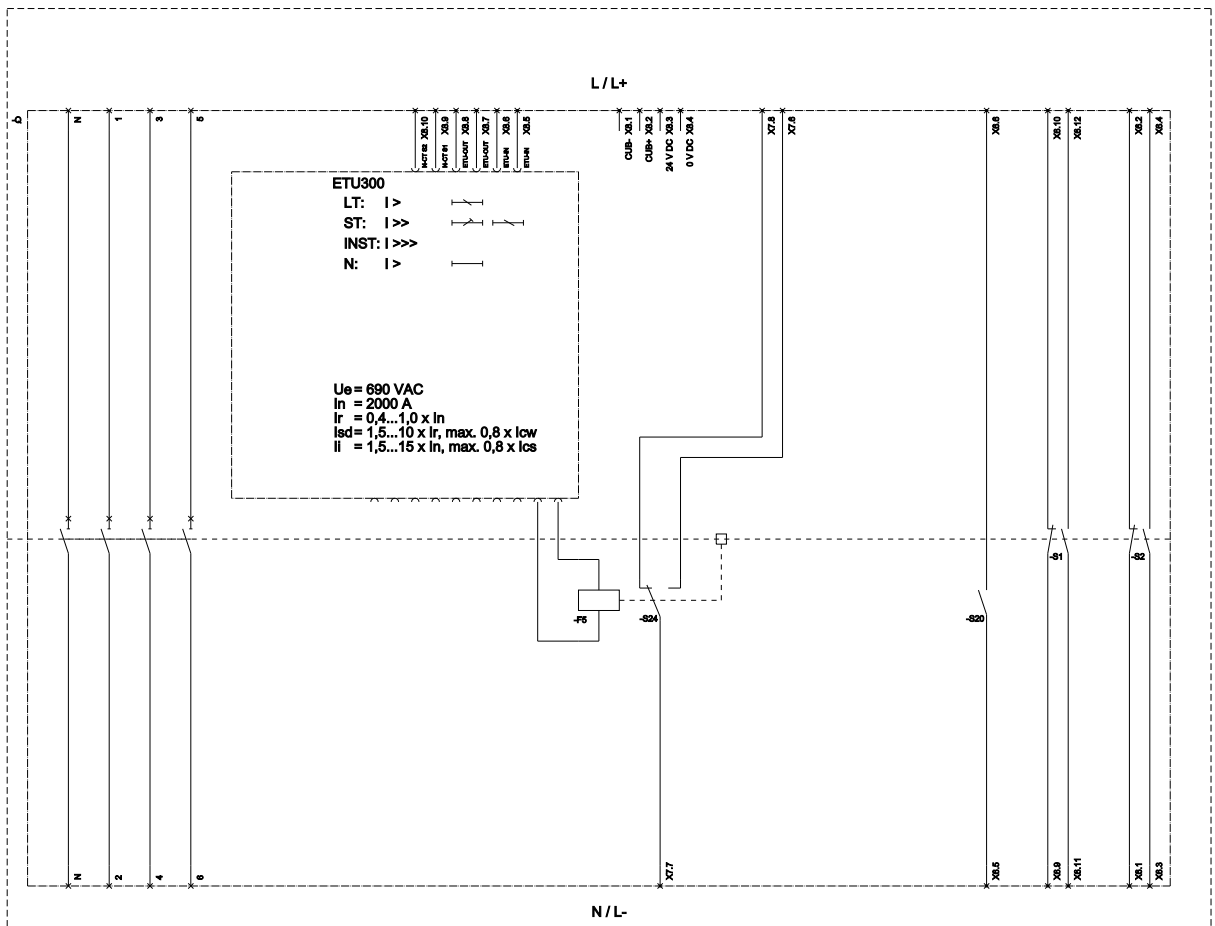 L / L+
-Q
N
1
3
5
N-CT S2 X8.10
N-CT S1 X8.9
ETU-OUT X8.8
ETU-OUT X8.7
ETU-IN X8.6
ETU-IN X8.5
CUB- X8.1
CUB+ X8.2
24 V DC X8.3
0 V DC X8.4
X7.8
X7.6
X6.6
X6.10
X6.12
X6.2
X6.4
ETU300
LT: I >
ST: I >>
INST: I >>>
N: I >
Ue = 690 VAC
In = 2000 A
Ir = 0,4...1,0 x In
Isd = 1,5...10 x Ir, max. 0,8 x Icw
Ii = 1,5...15 x In, max. 0,8 x Ics
-S1
-S2
-F5
-S24
-S20
N
2
4
6
X7.7
X6.5
X6.9
X6.11
X6.1
X6.3
N / L-